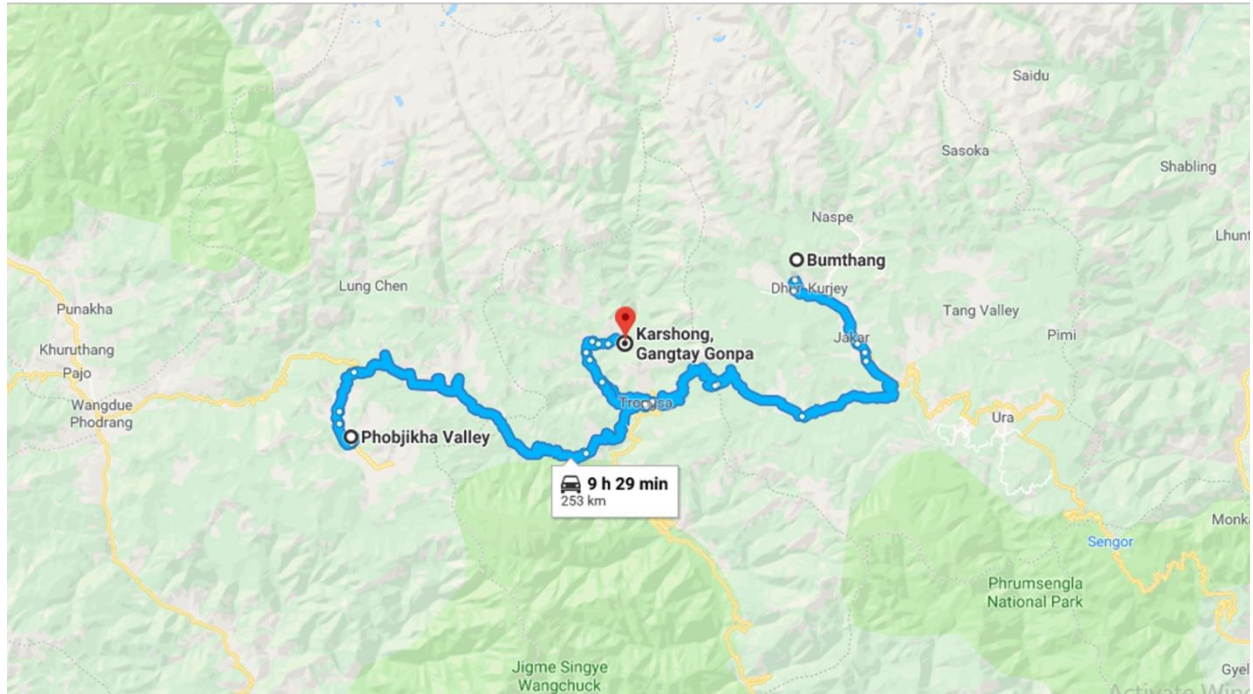 Saidu
Sasoka
Shabling
Naspe
Lhunt
Bumthang
Lung Chen
Dhur Kurjey
Punakha
Tang Valley
Karshong,
Gangtay Gonpa
Jakar
Pimi
Khuruthang
Pajo
Trongsa
Wangdue
Phodrang
Ura
Phobjikha Valley
9 h 29 min
253 km
Monka
Sengor
Phrumsengla
National Park
Jigme Singye
Wangchuck
Gyel